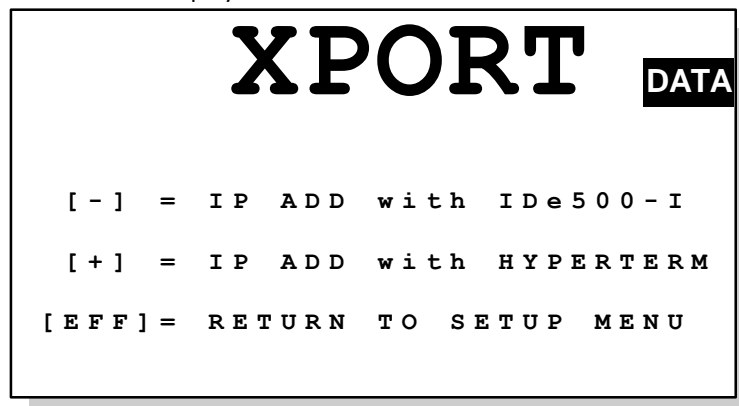 XPORT
DATA
[-] = IP ADD with IDe500-I
[+] = IP ADD with HYPERTERM
[EFF]= RETURN TO SETUP MENU